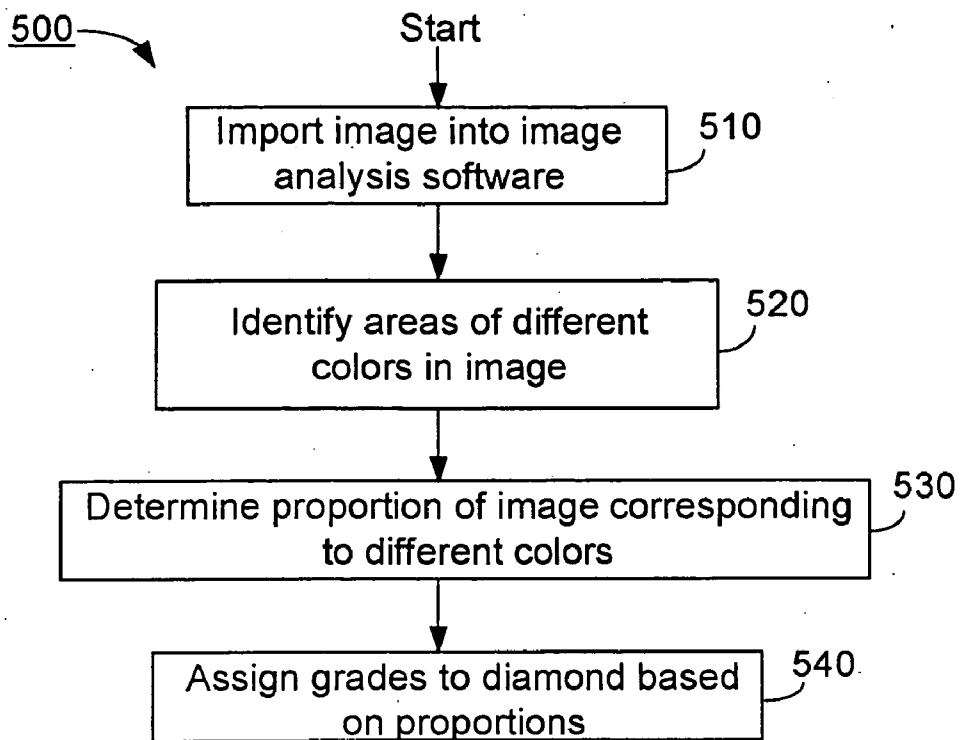 500
Start
Import image into image
analysis software
510
Identify areas of different
colors in image
520
Determine proportion of image corresponding
to different colors
530
Assign grades to diamond based
on proportions
540